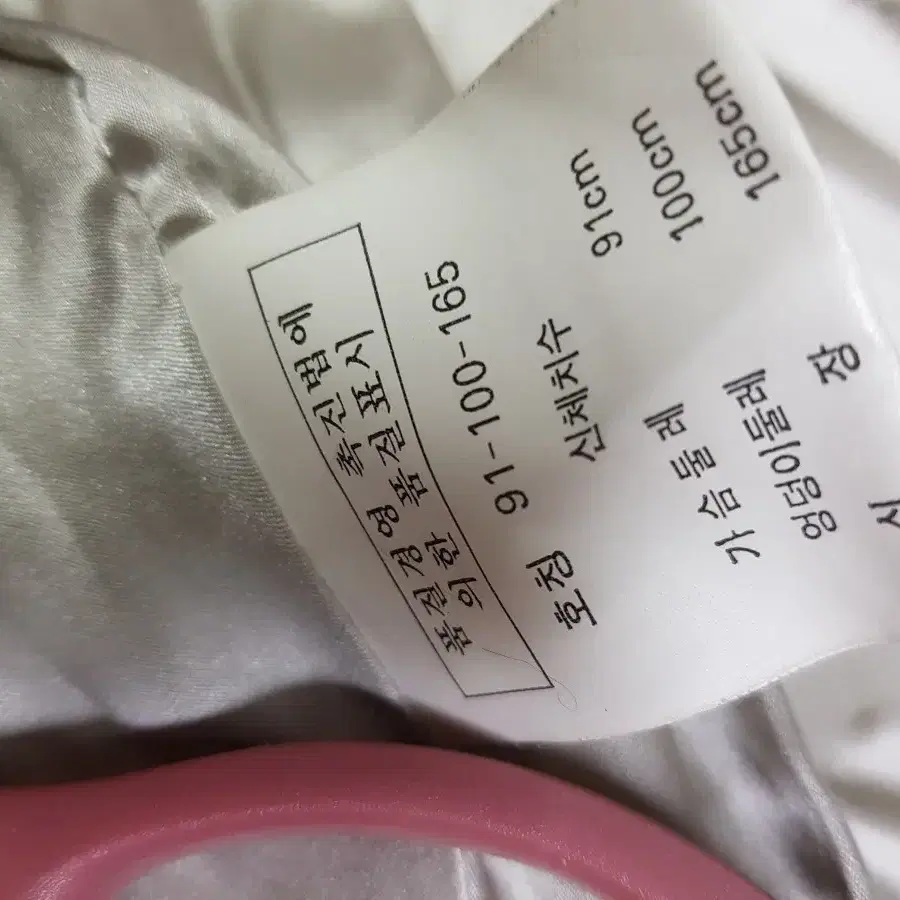 품질경영 촉진법에
의한 품질표시
호칭 91-100-165
신체치수
가슴둘레 91cm
엉덩이둘레 100cm
신 장 165cm